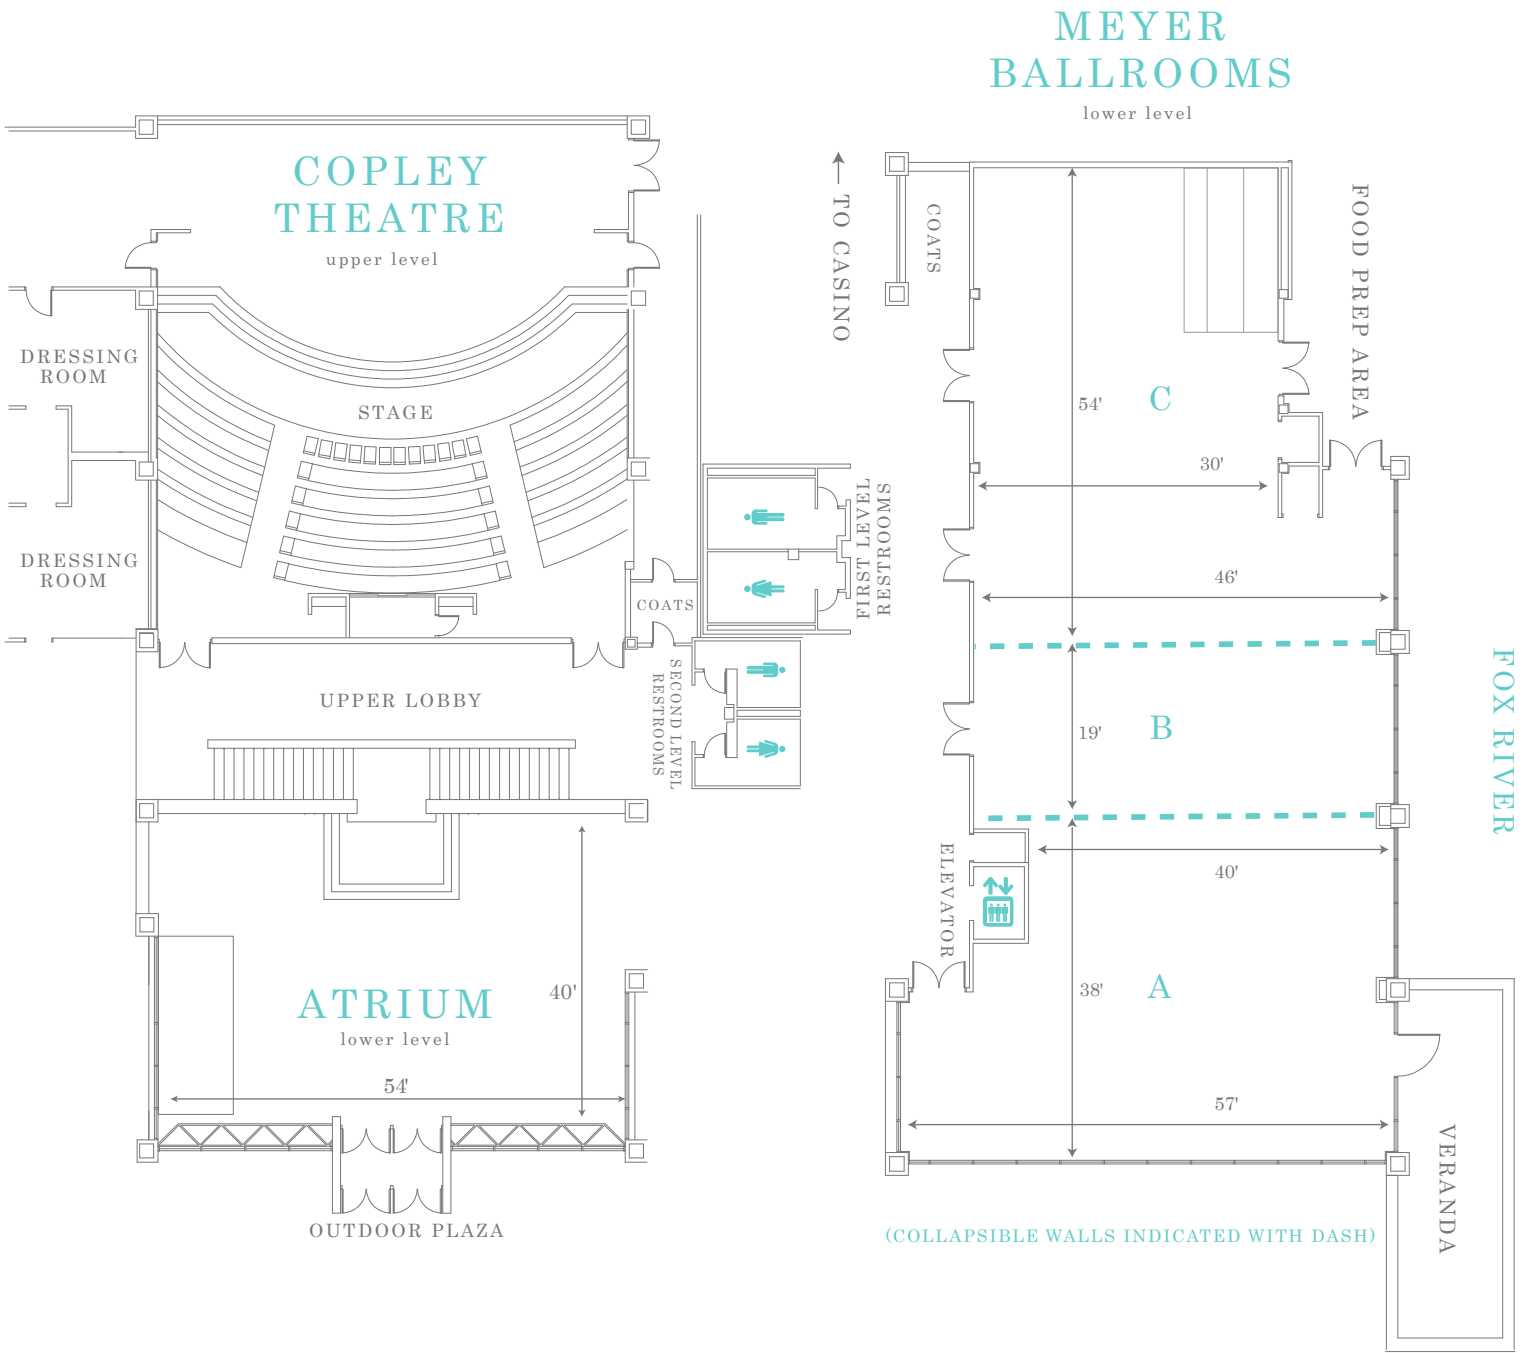 MEYER
BALLROOMS
lower level
COPLEY
THEATRE
upper level
DRESSING
ROOM
STAGE
DRESSING
ROOM
COATS
UPPER LOBBY
FIRST LEVEL
RESTROOMS
SECOND LEVEL
RESTROOMS
ATRIUM
lower level
40'
54'
OUTDOOR PLAZA
TO CASINO
COATS
FOOD PREP AREA
54'
C
30'
46'
19'
B
FOX RIVER
ELEVATOR
40'
38'
A
57'
VERANDA
(COLLAPSIBLE WALLS INDICATED WITH DASH)